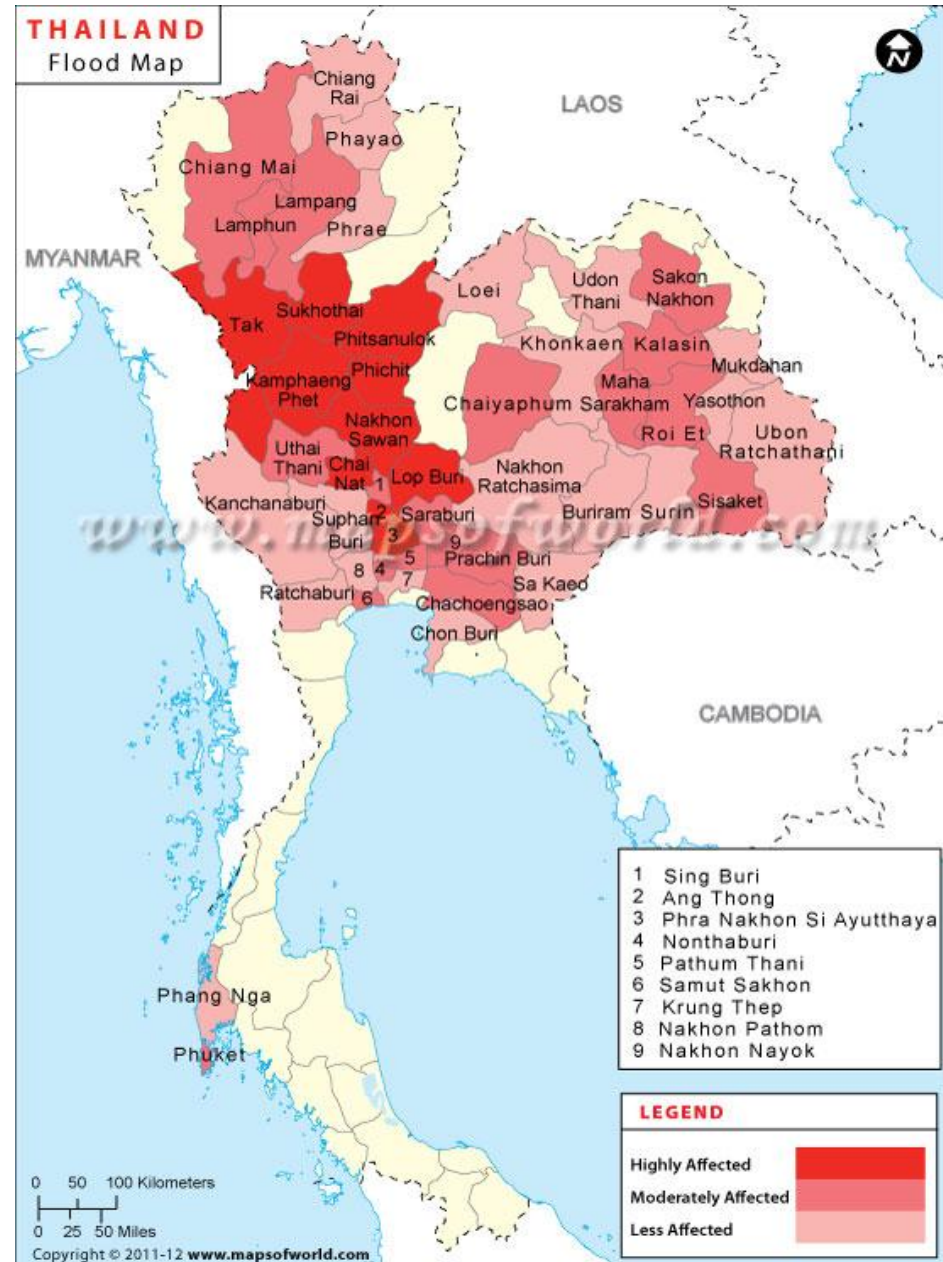 THAILAND
Flood Map
N
LAOS
MYANMAR
CAMBODIA
Chiang
Rai
Phayao
Chiang Mai
Lampang
Lamphun
Phrae
Tak
Sukhothai
Phitsanulok
Loei
Udon
Thani
Sakon
Nakhon
Khonkaen
Kalasin
Mukdahan
Kamphaeng
Phet
Phichit
Nakhon
Sawan
Chaiyaphum
Maha
Sarakham
Yasothon
Roi Et
Ubon
Ratchathani
Uthai
Thani
Chai
Nat
1
Lop Buri
Nakhon
Ratchasima
Kanchanaburi
Suphan
Buri
2
Saraburi
Buriram
Surin
Sisaket
www.mapsofworld.com
3
9
Prachin Buri
8
4
5
7
Sa Kaeo
Ratchaburi
6
Chachoengsao
Chon Buri
Phang Nga
Phuket
1 Sing Buri
2 Ang Thong
3 Phra Nakhon Si Ayutthaya
4 Nonthaburi
5 Pathum Thani
6 Samut Sakhon
7 Krung Thep
8 Nakhon Pathom
9 Nakhon Nayok
LEGEND
Highly Affected
Moderately Affected
Less Affected
0 50 100 Kilometers
0 25 50 Miles
Copyright © 2011-12 www.mapsofworld.com